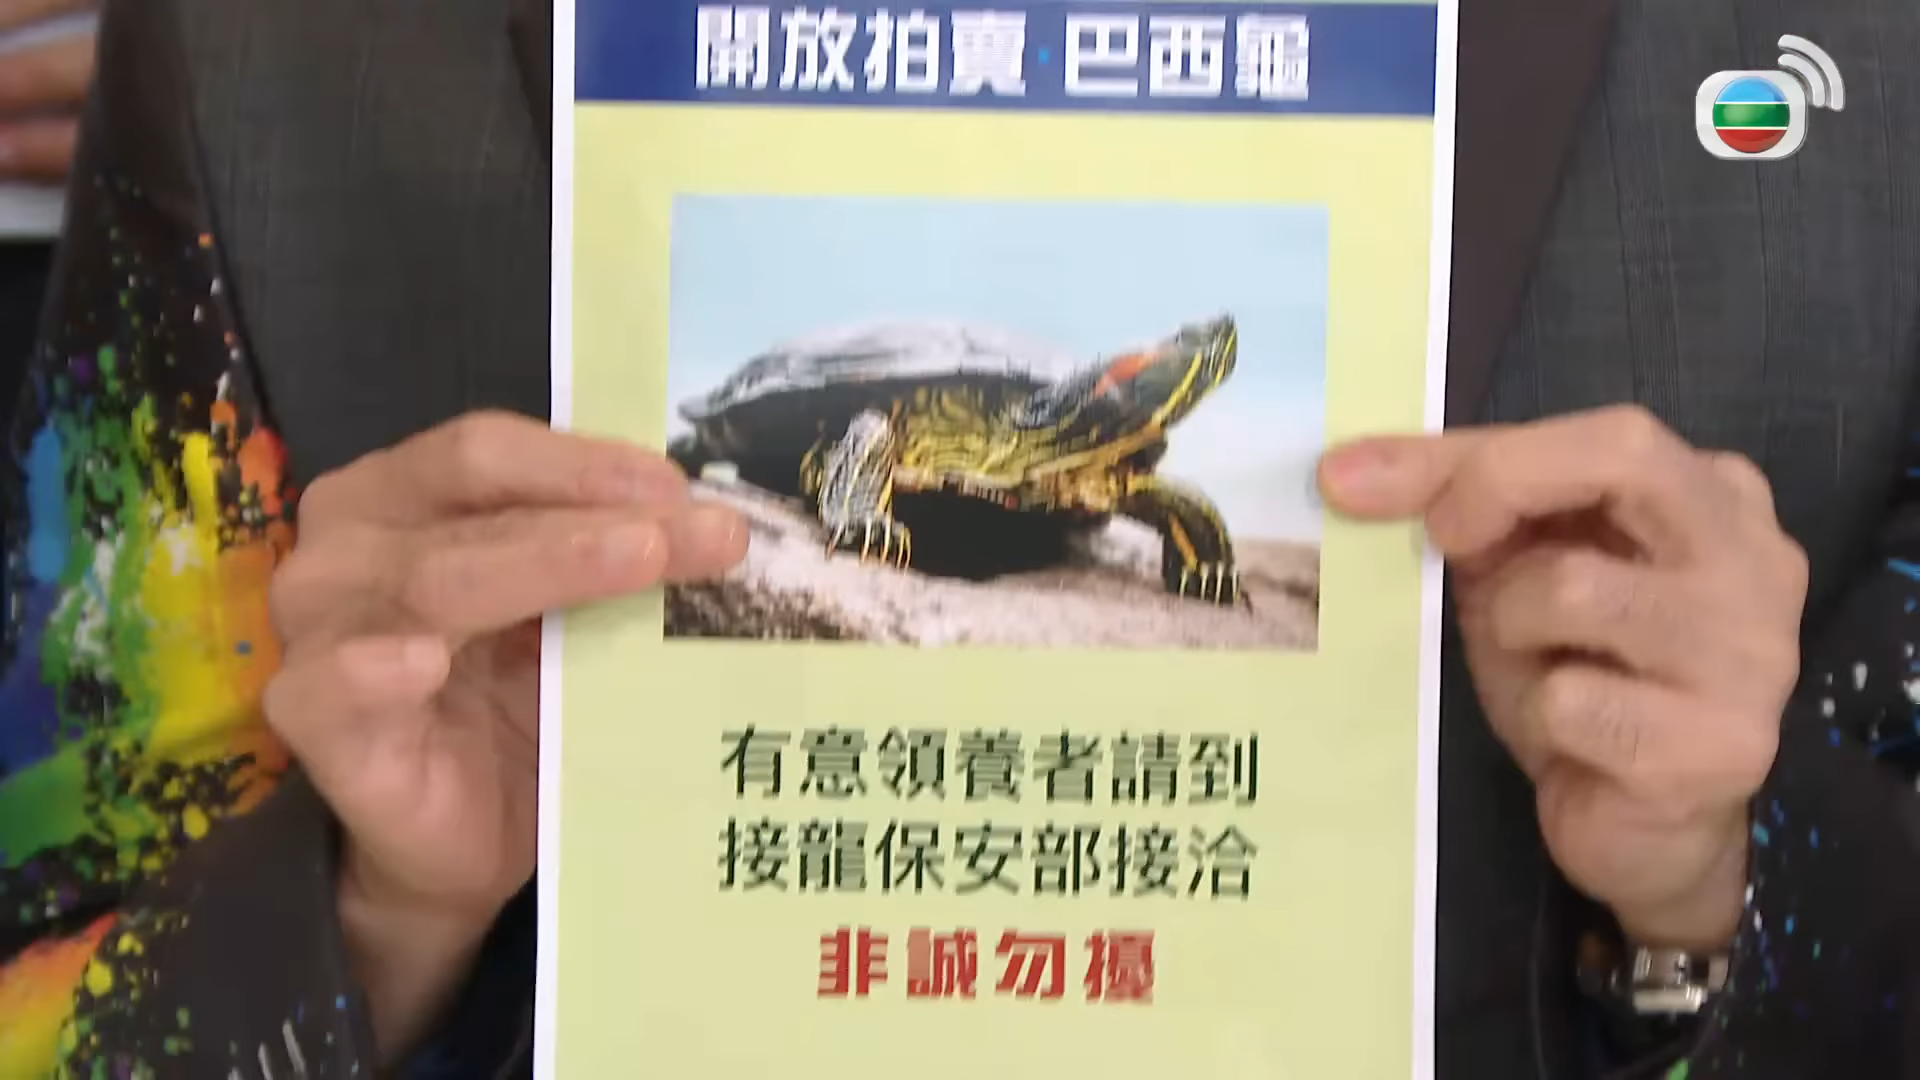 開放拍賣·巴西龜
有意領養者請到
接龍保安部接洽
非誠勿擾